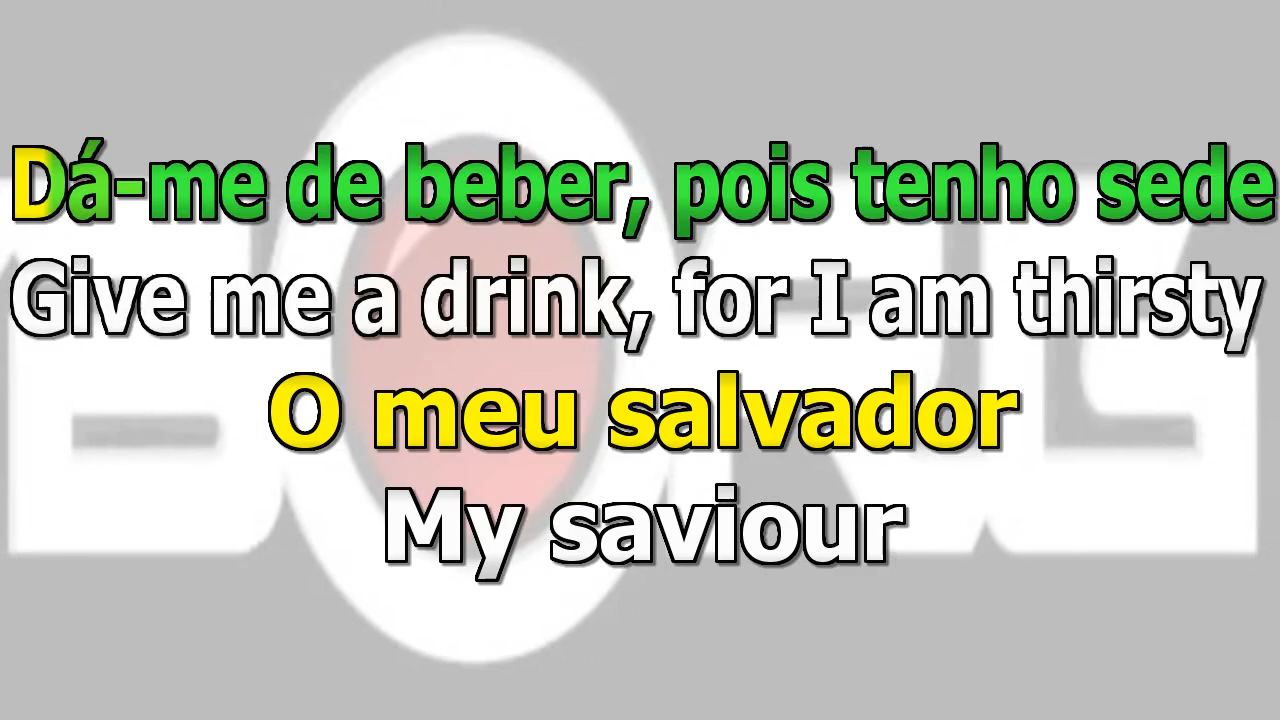 Dá-me de beber, pois tenho sede
Give me a drink, for I am thirsty
O meu salvador
My saviour